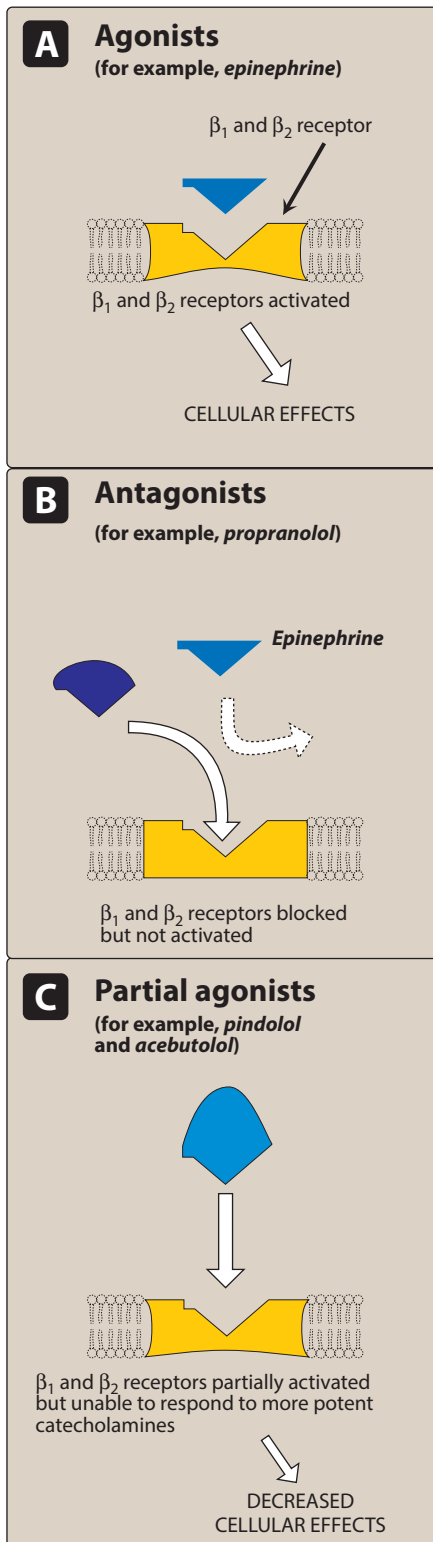 A
Agonists
(for example, epinephrine)
β₁ and β₂ receptor
β₁ and β₂ receptors activated
CELLULAR EFFECTS
B
Antagonists
(for example, propranolol)
Epinephrine
β₁ and β₂ receptors blocked
but not activated
C
Partial agonists
(for example, pindolol
and acebutolol)
β₁ and β₂ receptors partially activated
but unable to respond to more potent
catecholamines
DECREASED
CELLULAR EFFECTS